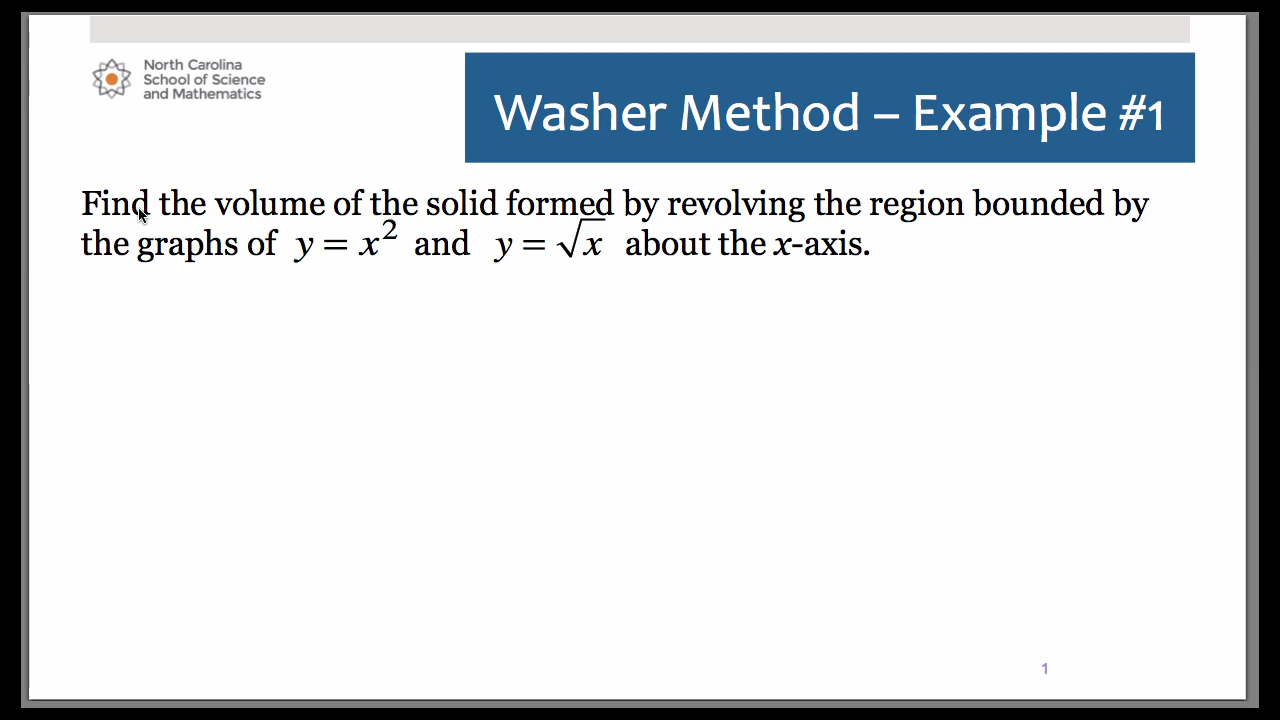 North Carolina
School of Science
and Mathematics
Washer Method – Example #1
Find the volume of the solid formed by revolving the region bounded by
the graphs of y = x² and y = √x about the x-axis.
1